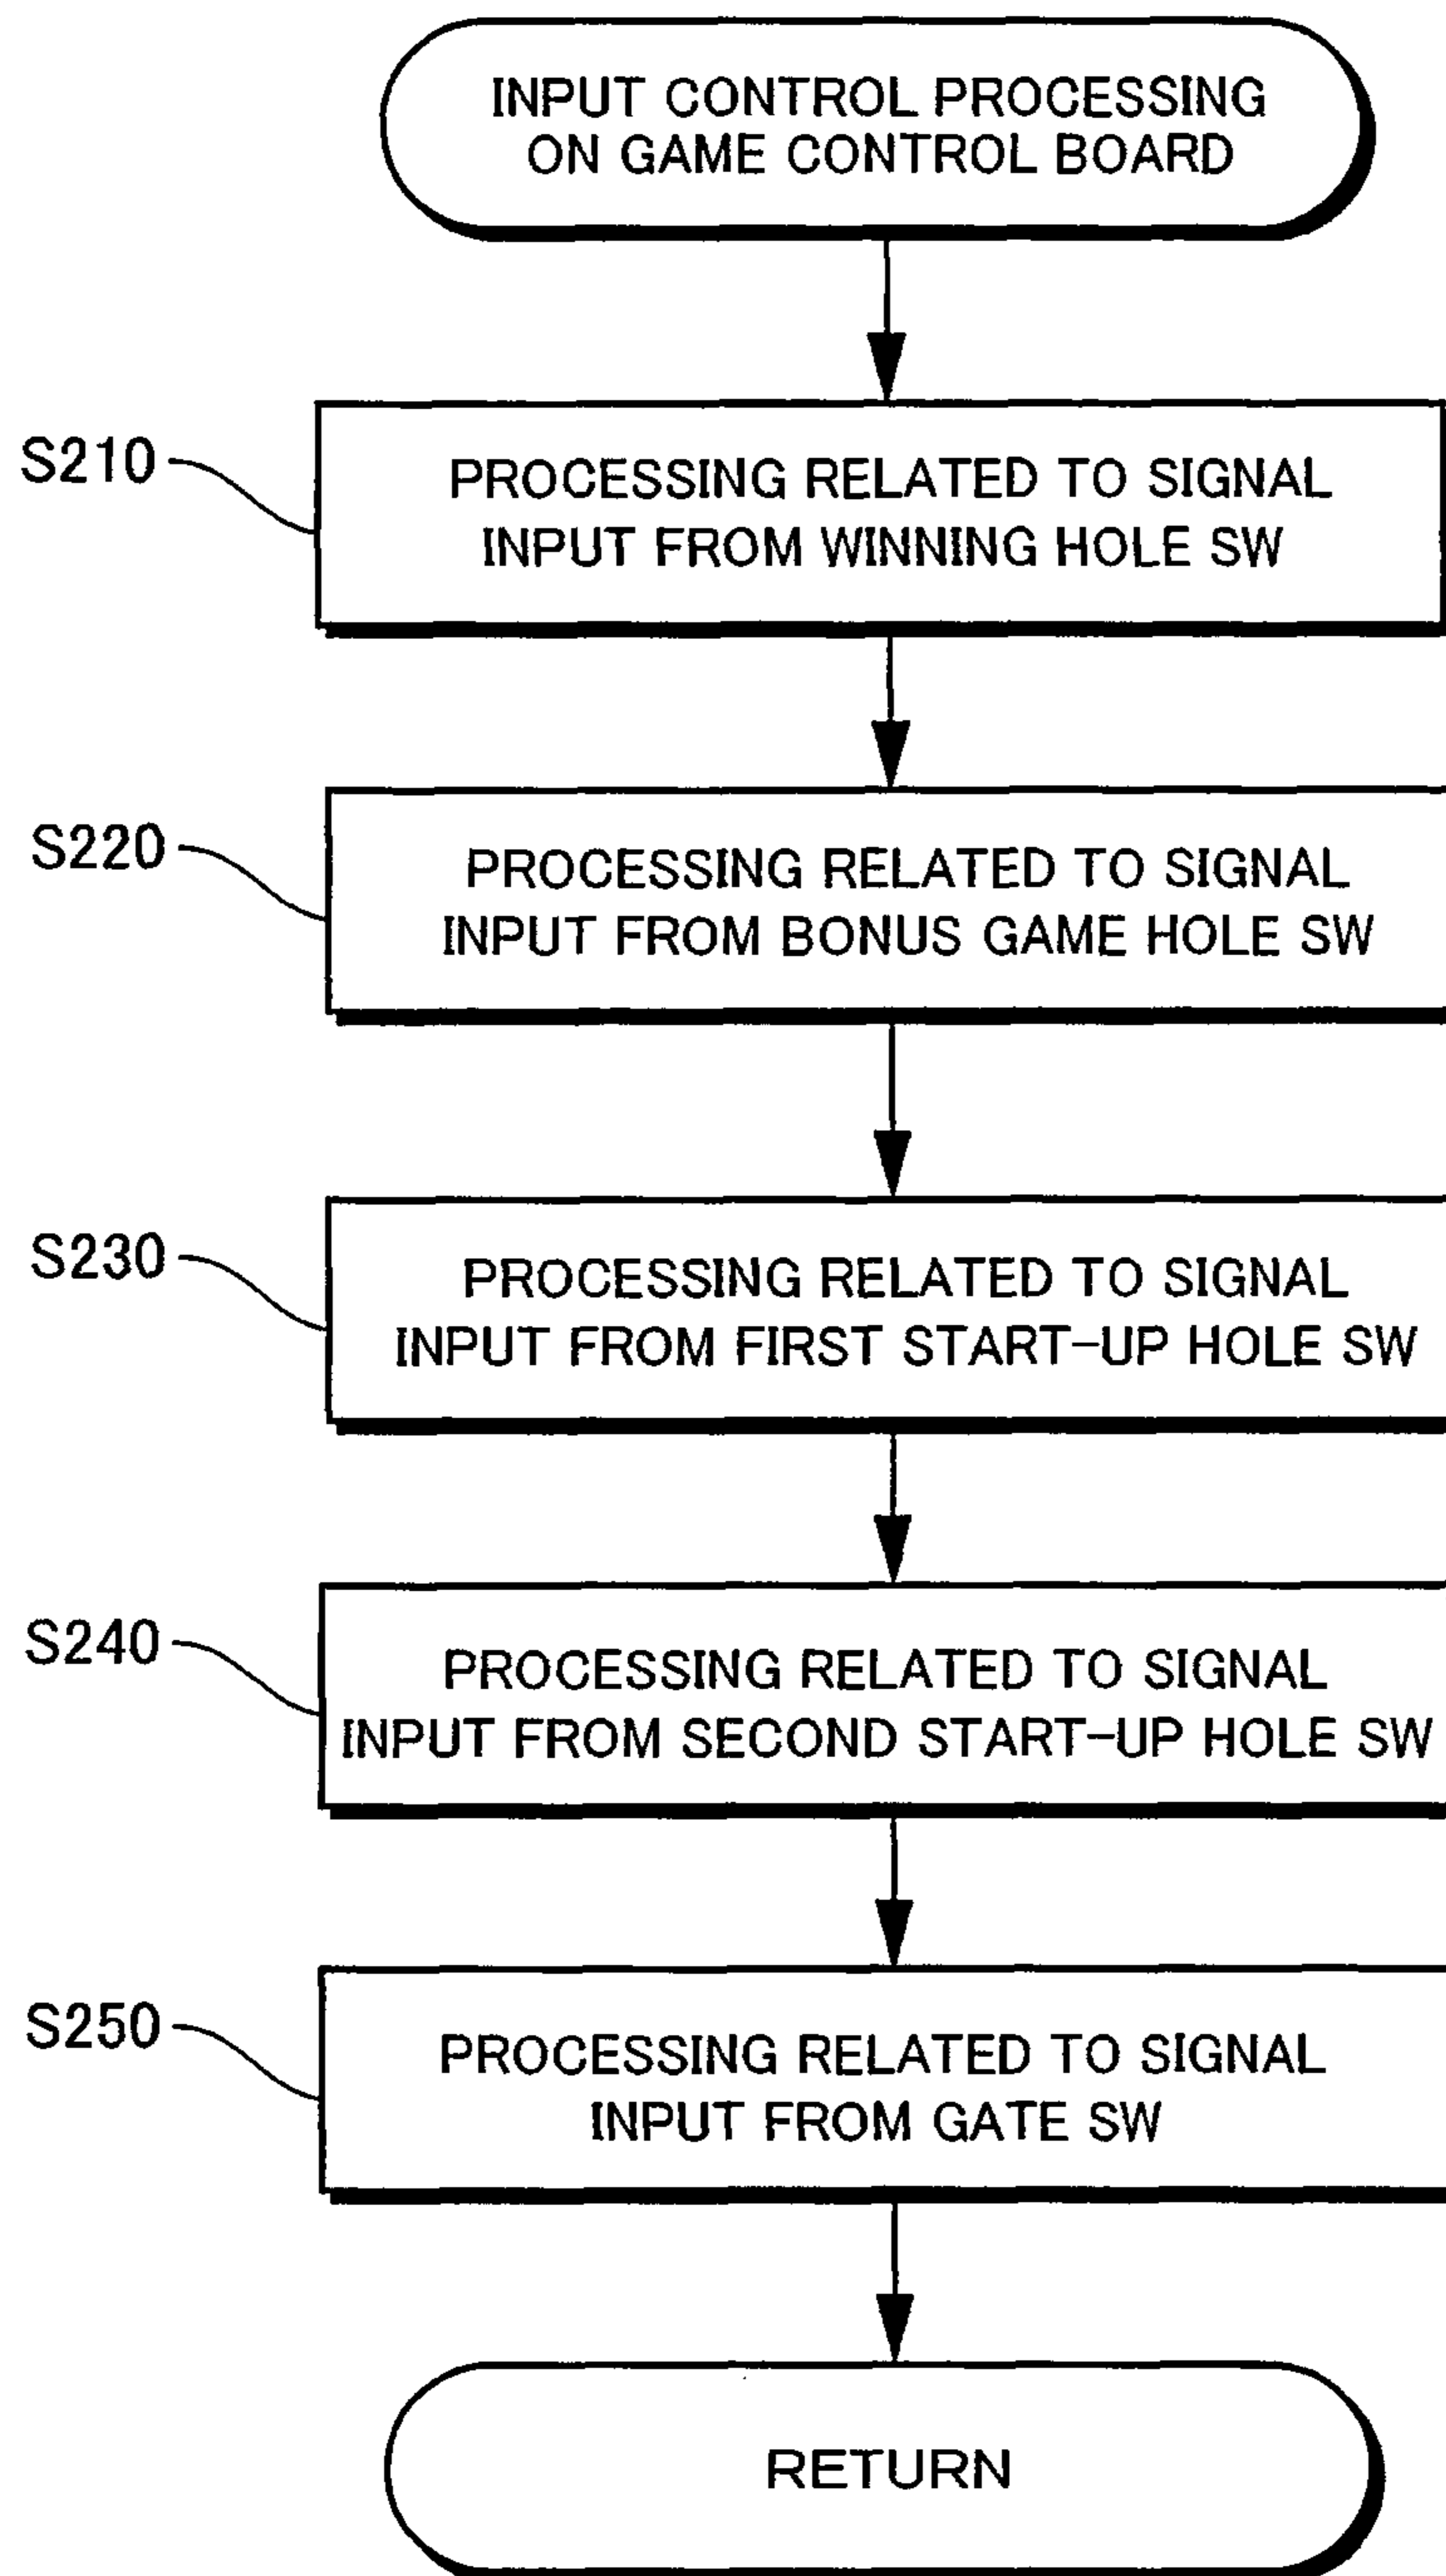 INPUT CONTROL PROCESSING
ON GAME CONTROL BOARD
S210
PROCESSING RELATED TO SIGNAL
INPUT FROM WINNING HOLE SW
S220
PROCESSING RELATED TO SIGNAL
INPUT FROM BONUS GAME HOLE SW
S230
PROCESSING RELATED TO SIGNAL
INPUT FROM FIRST START-UP HOLE SW
S240
PROCESSING RELATED TO SIGNAL
INPUT FROM SECOND START-UP HOLE SW
S250
PROCESSING RELATED TO SIGNAL
INPUT FROM GATE SW
RETURN